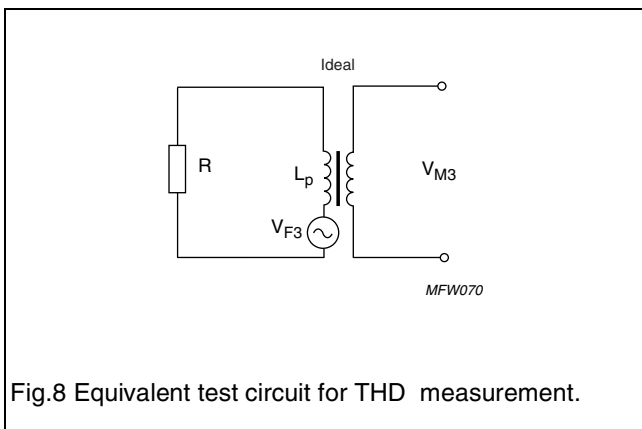 Ideal
R
Lp
VM3
VF3
MFW070
Fig.8 Equivalent test circuit for THD measurement.